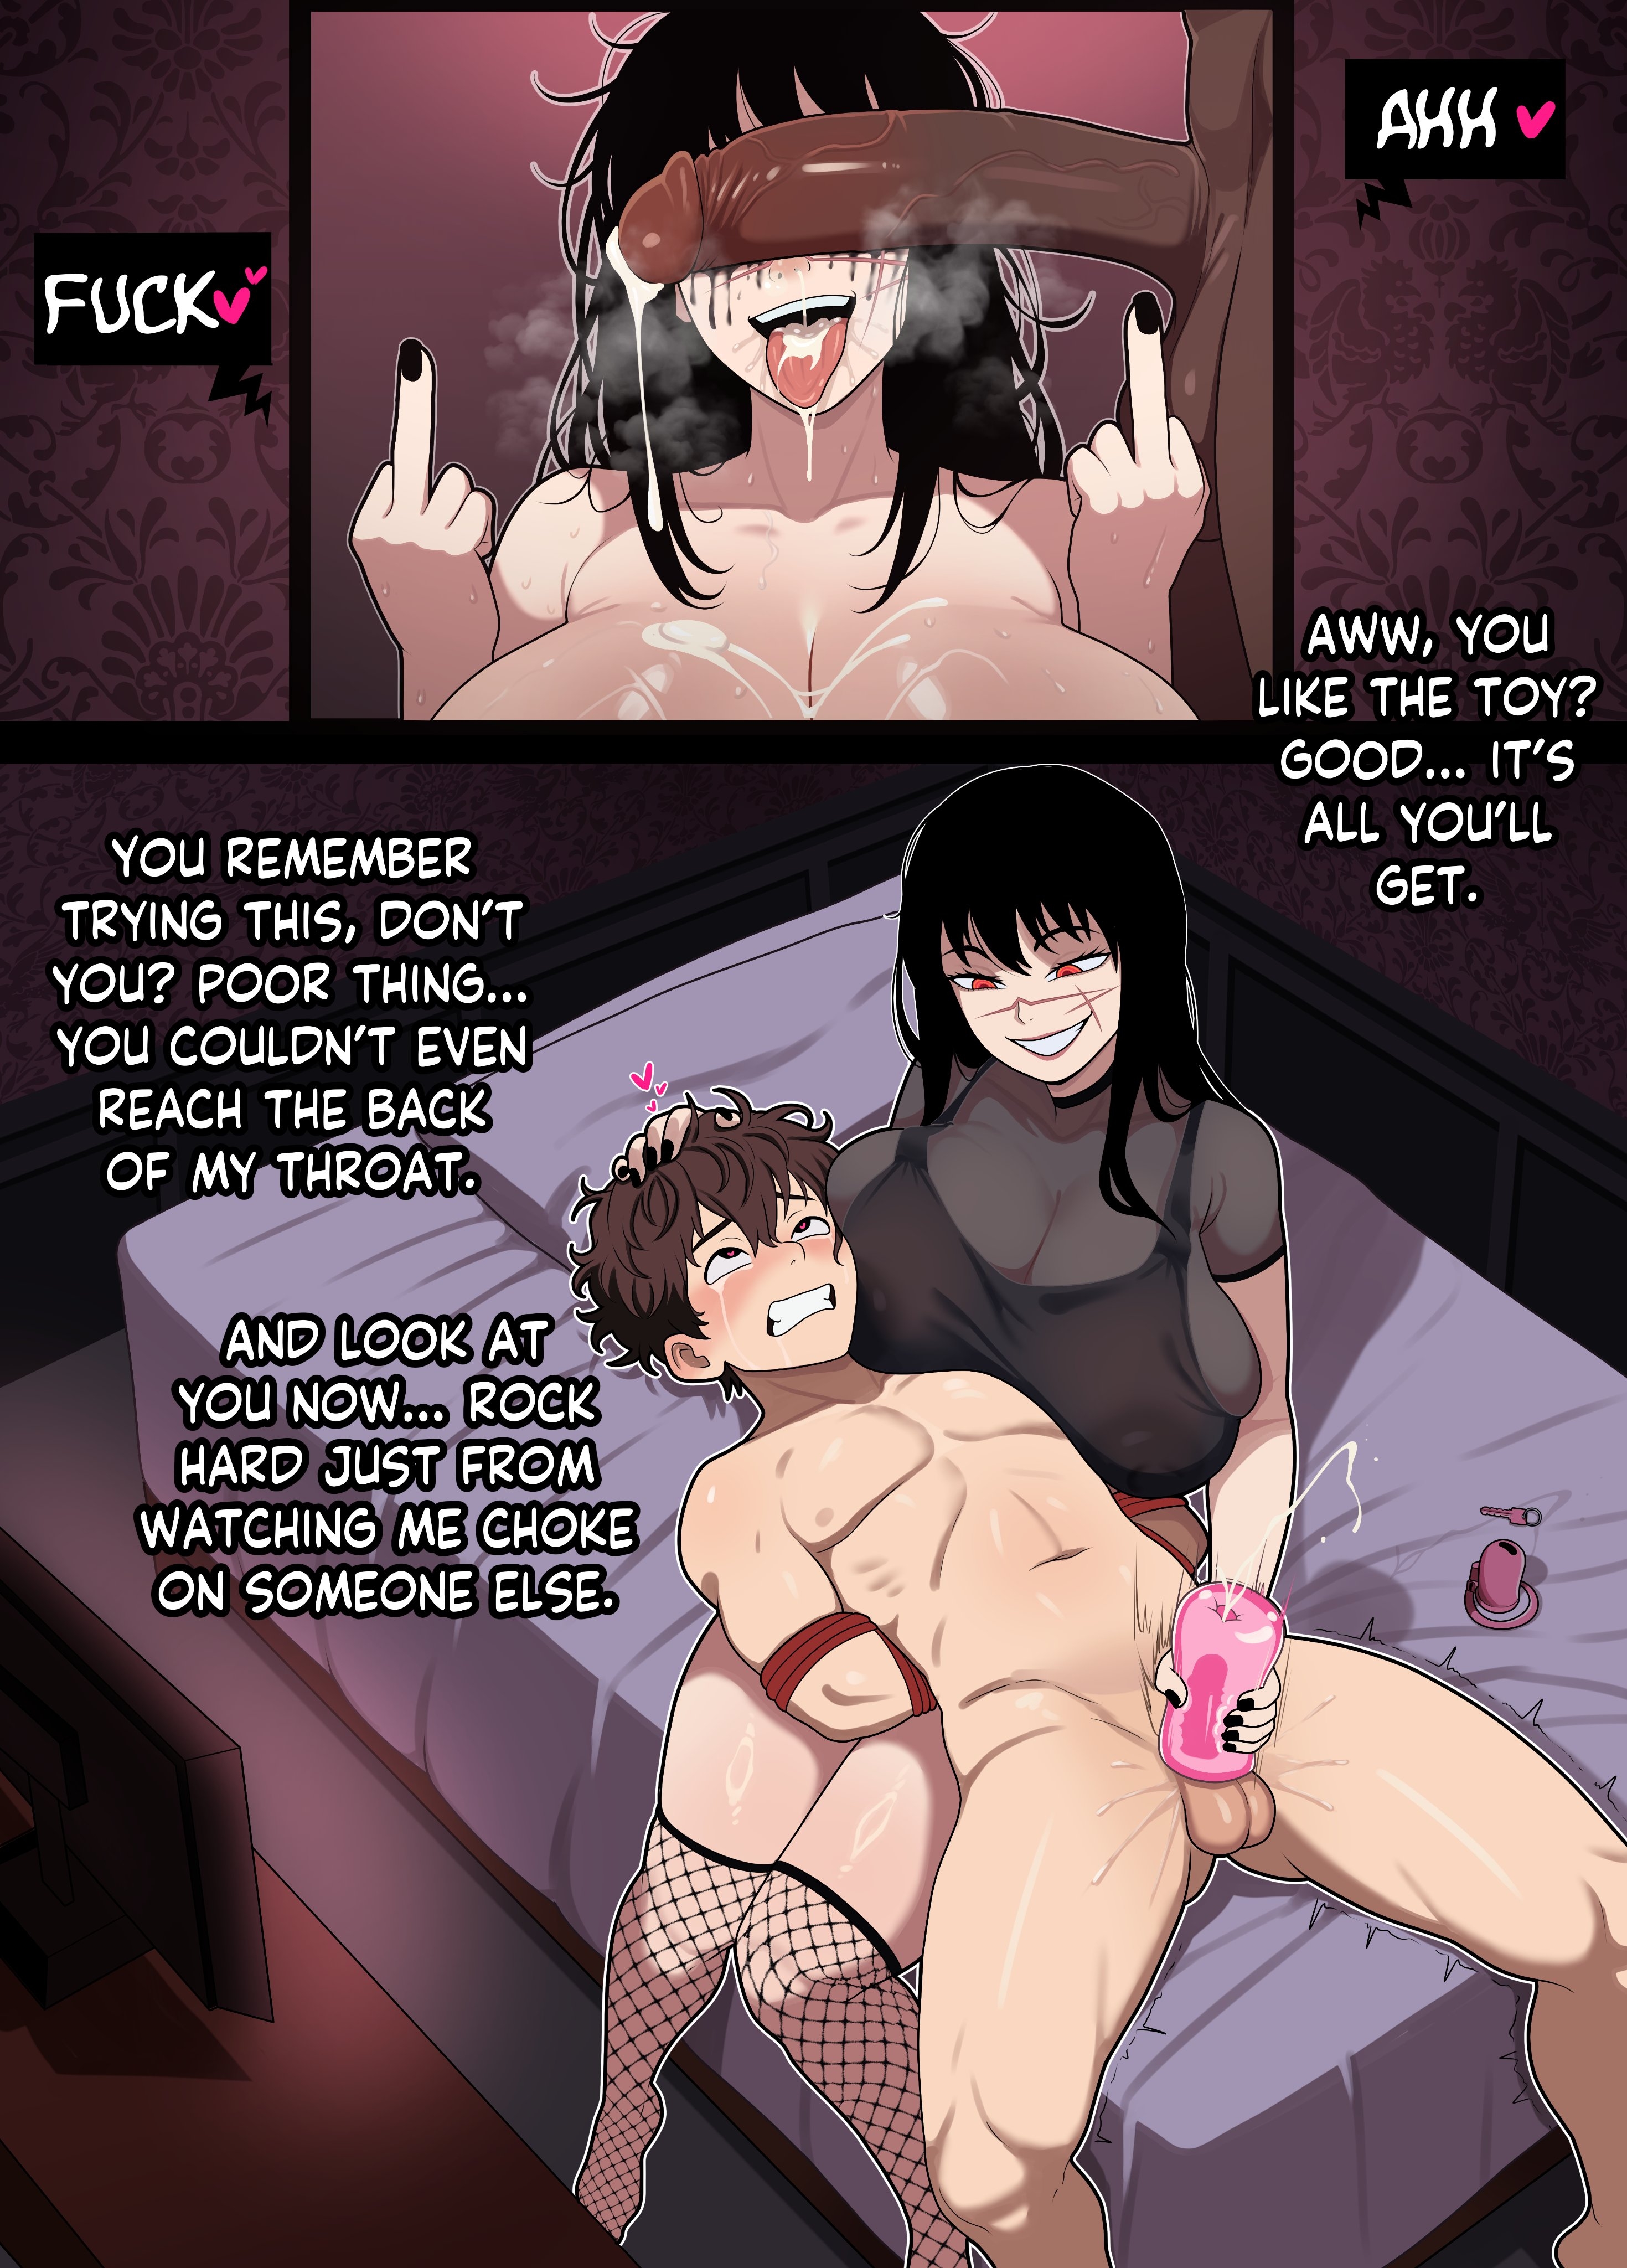 AHH
FUCK
AWW, YOU
LIKE THE TOY?
GOOD... IT'S
ALL YOU'LL
GET.
YOU REMEMBER
TRYING THIS, DON'T
YOU? POOR THING...
YOU COULDN'T EVEN
REACH THE BACK
OF MY THROAT.
AND LOOK AT
YOU NOW... ROCK
HARD JUST FROM
WATCHING ME CHOKE
ON SOMEONE ELSE.